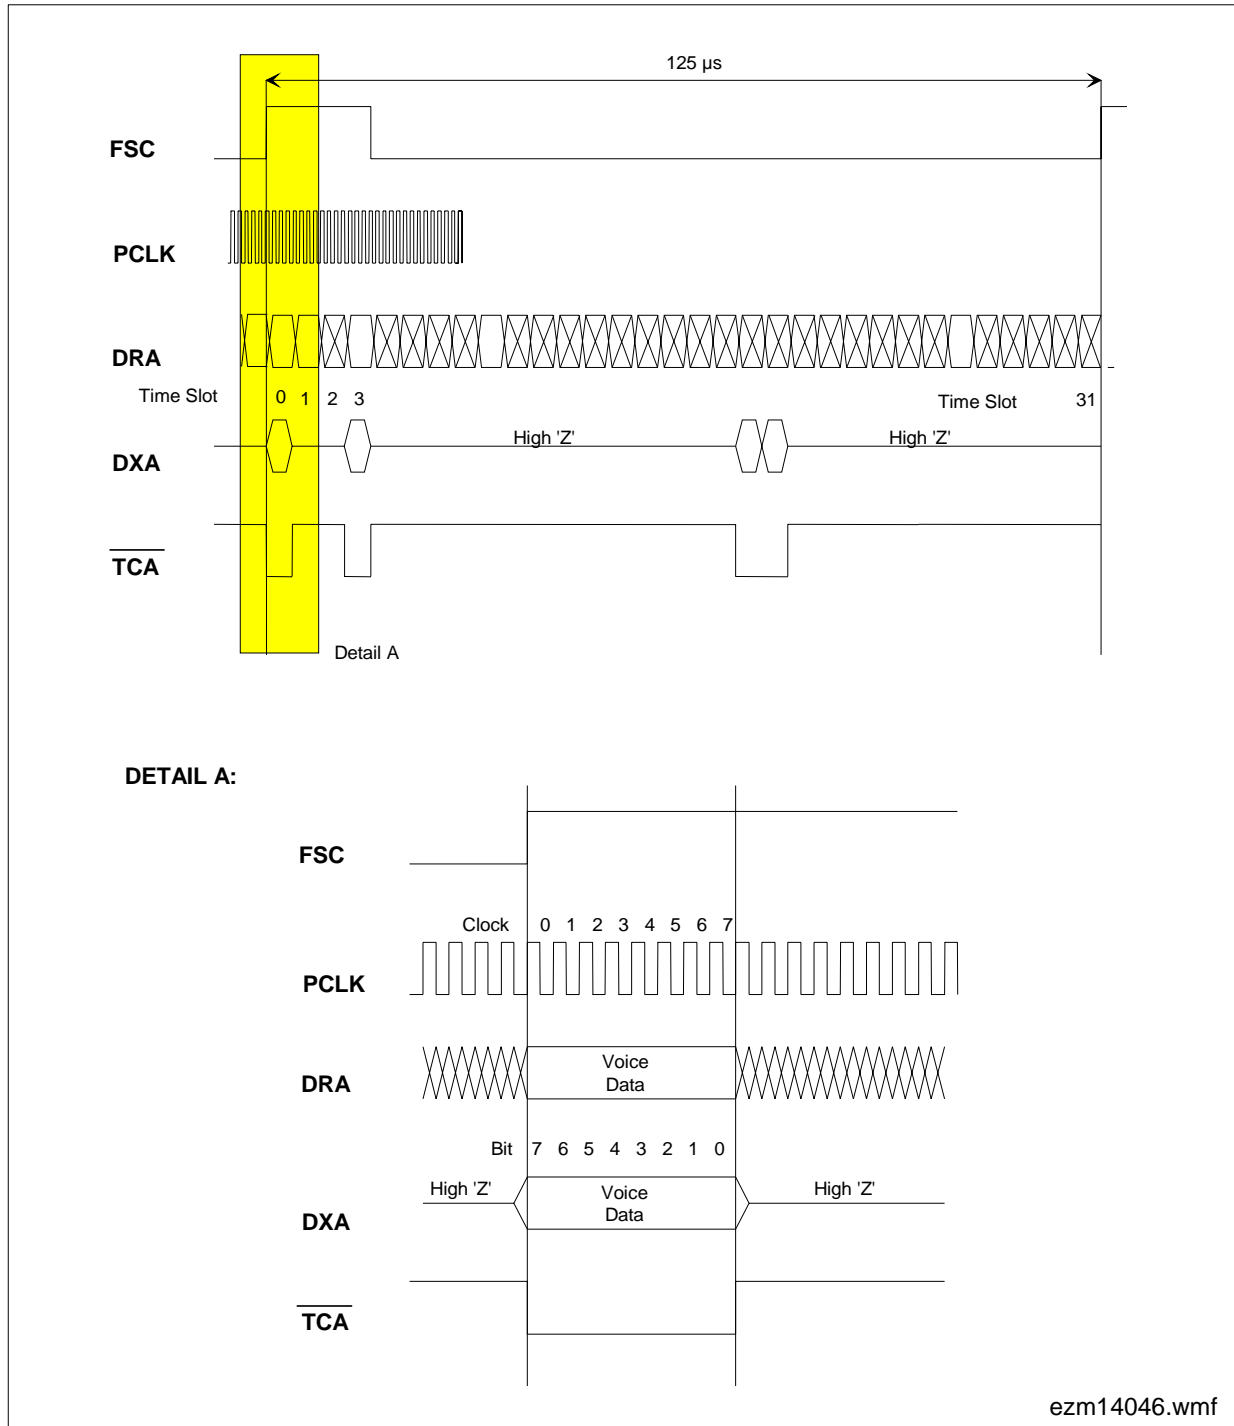 125 µs
FSC
PCLK
DRA
Time Slot 0 1 2 3 Time Slot 31
High 'Z' High 'Z'
DXA
TCA
Detail A
DETAIL A:
FSC
Clock 0 1 2 3 4 5 6 7
PCLK
Voice
Data
DRA
Bit 7 6 5 4 3 2 1 0
High 'Z' Voice Data High 'Z'
DXA
TCA
ezm14046.wmf